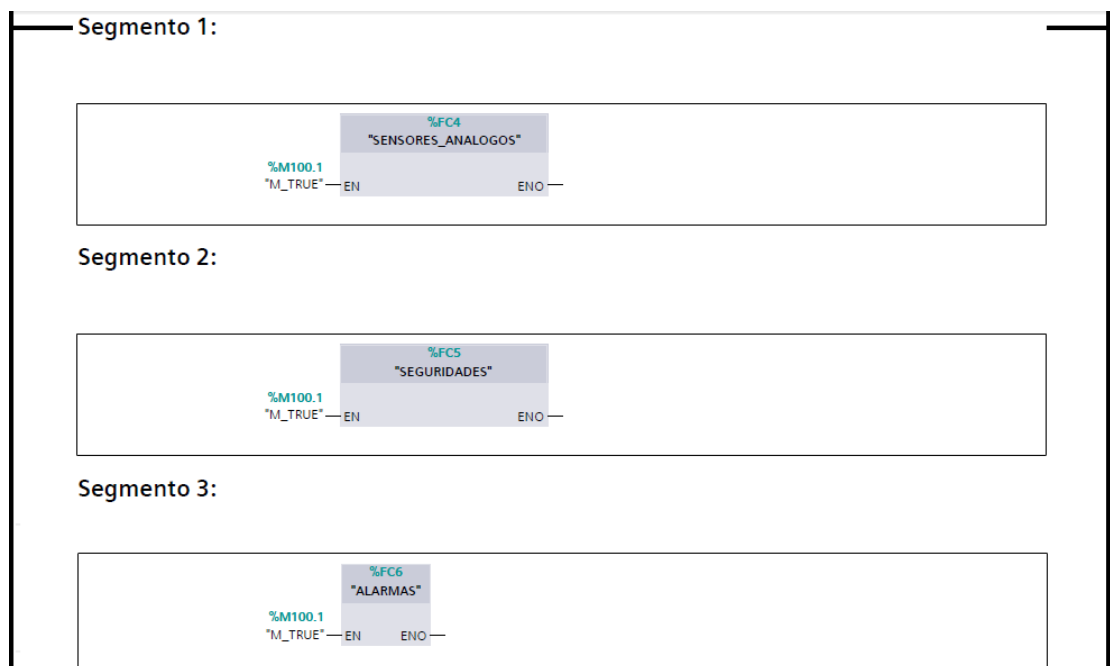 Segmento 1:
%FC4
"SENSORES_ANALOGOS"
%M100.1
"M_TRUE" EN ENO
Segmento 2:
%FC5
"SEGURIDADES"
%M100.1
"M_TRUE" EN ENO
Segmento 3:
%FC6
"ALARMAS"
%M100.1
"M_TRUE" EN ENO